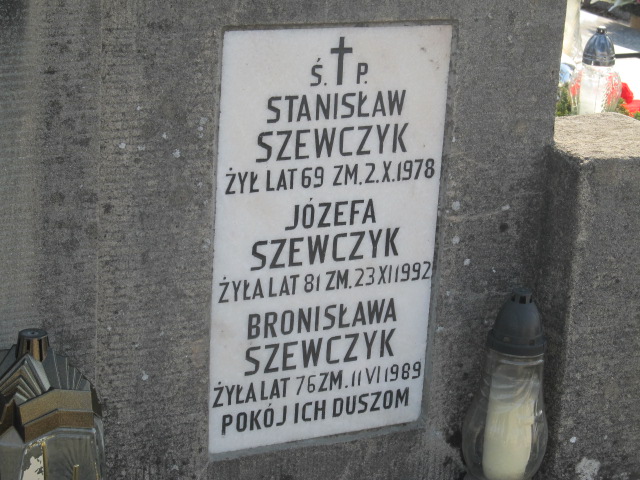 Ś. P.
STANISŁAW
SZEWCZYK
ŻYŁ LAT 69 ZM. 2.X.1978
JÓZEFA
SZEWCZYK
ŻYŁA LAT 81 ZM. 23 XI 1992
BRONISŁAWA
SZEWCZYK
ŻYŁA LAT 76 ZM. 11 VI 1989
POKÓJ ICH DUSZOM